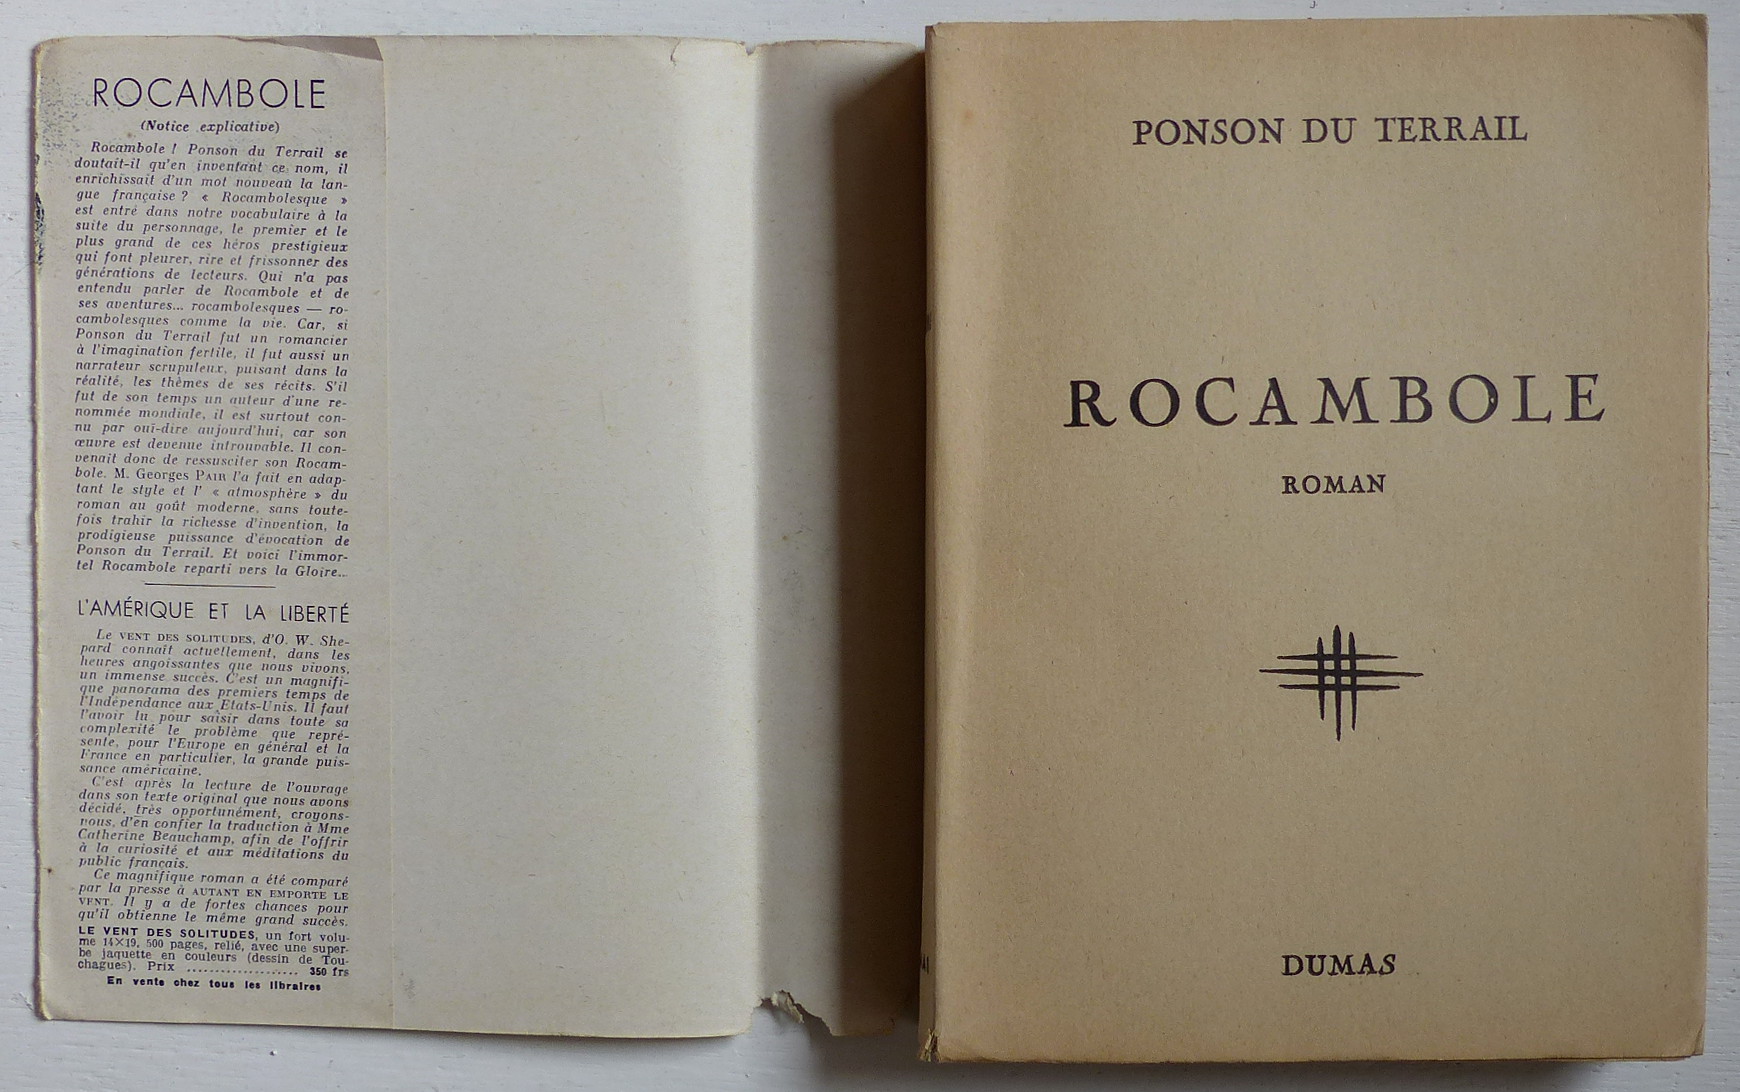 ROCAMBOLE
(Notice explicative)
Rocambole ! Ponson du Terrail se
doutait-il qu'en inventant ce nom, il
enrichissait d'un mot nouveau la lan-
gue française ? « Rocambolesque »
est entré dans notre vocabulaire à la
suite du personnage, le premier et le
plus grand de ces héros prestigieux
qui font pleurer, rire et frissonner des
générations de lecteurs. Qui n'a pas
entendu parler de Rocambole et de
ses aventures... rocambolesques — ro-
cambolesques comme la vie. Car, si
Ponson du Terrail fut un romancier
à l'imagination fertile, il fut aussi un
narrateur scrupuleux, puisant dans la
réalité, les thèmes de ses récits. S'il
fut de son temps un auteur d'une re-
nommée mondiale, il est surtout con-
nu par ouï-dire aujourd'hui, car son
œuvre est devenue introuvable. Il con-
venait donc de ressusciter son Rocam-
bole. M. Georges PAIR l'a fait en adap-
tant le style et l' « atmosphère » du
roman au goût moderne, sans toute-
fois trahir la richesse d'invention, la
prodigieuse puissance d'évocation de
Ponson du Terrail. Et voici l'immor-
tel Rocambole reparti vers la Gloire...
L'AMÉRIQUE ET LA LIBERTÉ
Le VENT DES SOLITUDES, d'O. W. She-
pard connaît actuellement, dans les
heures angoissantes que nous vivons,
un immense succès. C'est un magnifi-
que panorama des premiers temps de
l'Indépendance aux Etats-Unis. Il faut
l'avoir lu pour saisir dans toute sa
complexité le problème que repré-
sente, pour l'Europe en général et la
France en particulier, la grande puis-
sance américaine.
C'est après la lecture de l'ouvrage
dans son texte original que nous avons
décidé, très opportunément, croyons-
nous, d'en confier la traduction à Mme
Catherine Beauchamp, afin de l'offrir
à la curiosité et aux méditations du
public français.
Ce magnifique roman a été comparé
par la presse à AUTANT EN EMPORTE LE
VENT. Il y a de fortes chances pour
qu'il obtienne le même grand succès.
LE VENT DES SOLITUDES, un fort volu-
me 14×19, 500 pages, relié, avec une super-
be jaquette en couleurs (dessin de Tou-
chagues). Prix .................... 350 frs
En vente chez tous les libraires
PONSON DU TERRAIL
ROCAMBOLE
ROMAN
DUMAS